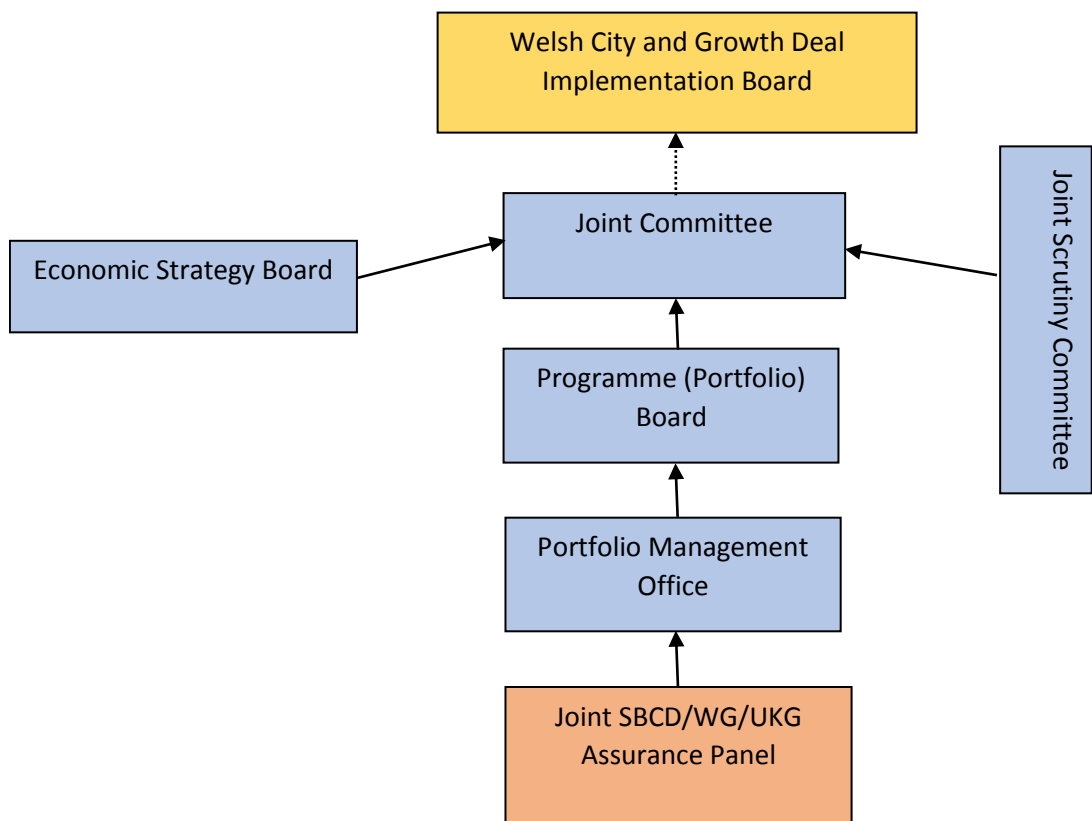 Welsh City and Growth Deal
Implementation Board
Joint Committee
Economic Strategy Board
Joint Scrutiny Committee
Programme (Portfolio)
Board
Portfolio Management
Office
Joint SBCD/WG/UKG
Assurance Panel